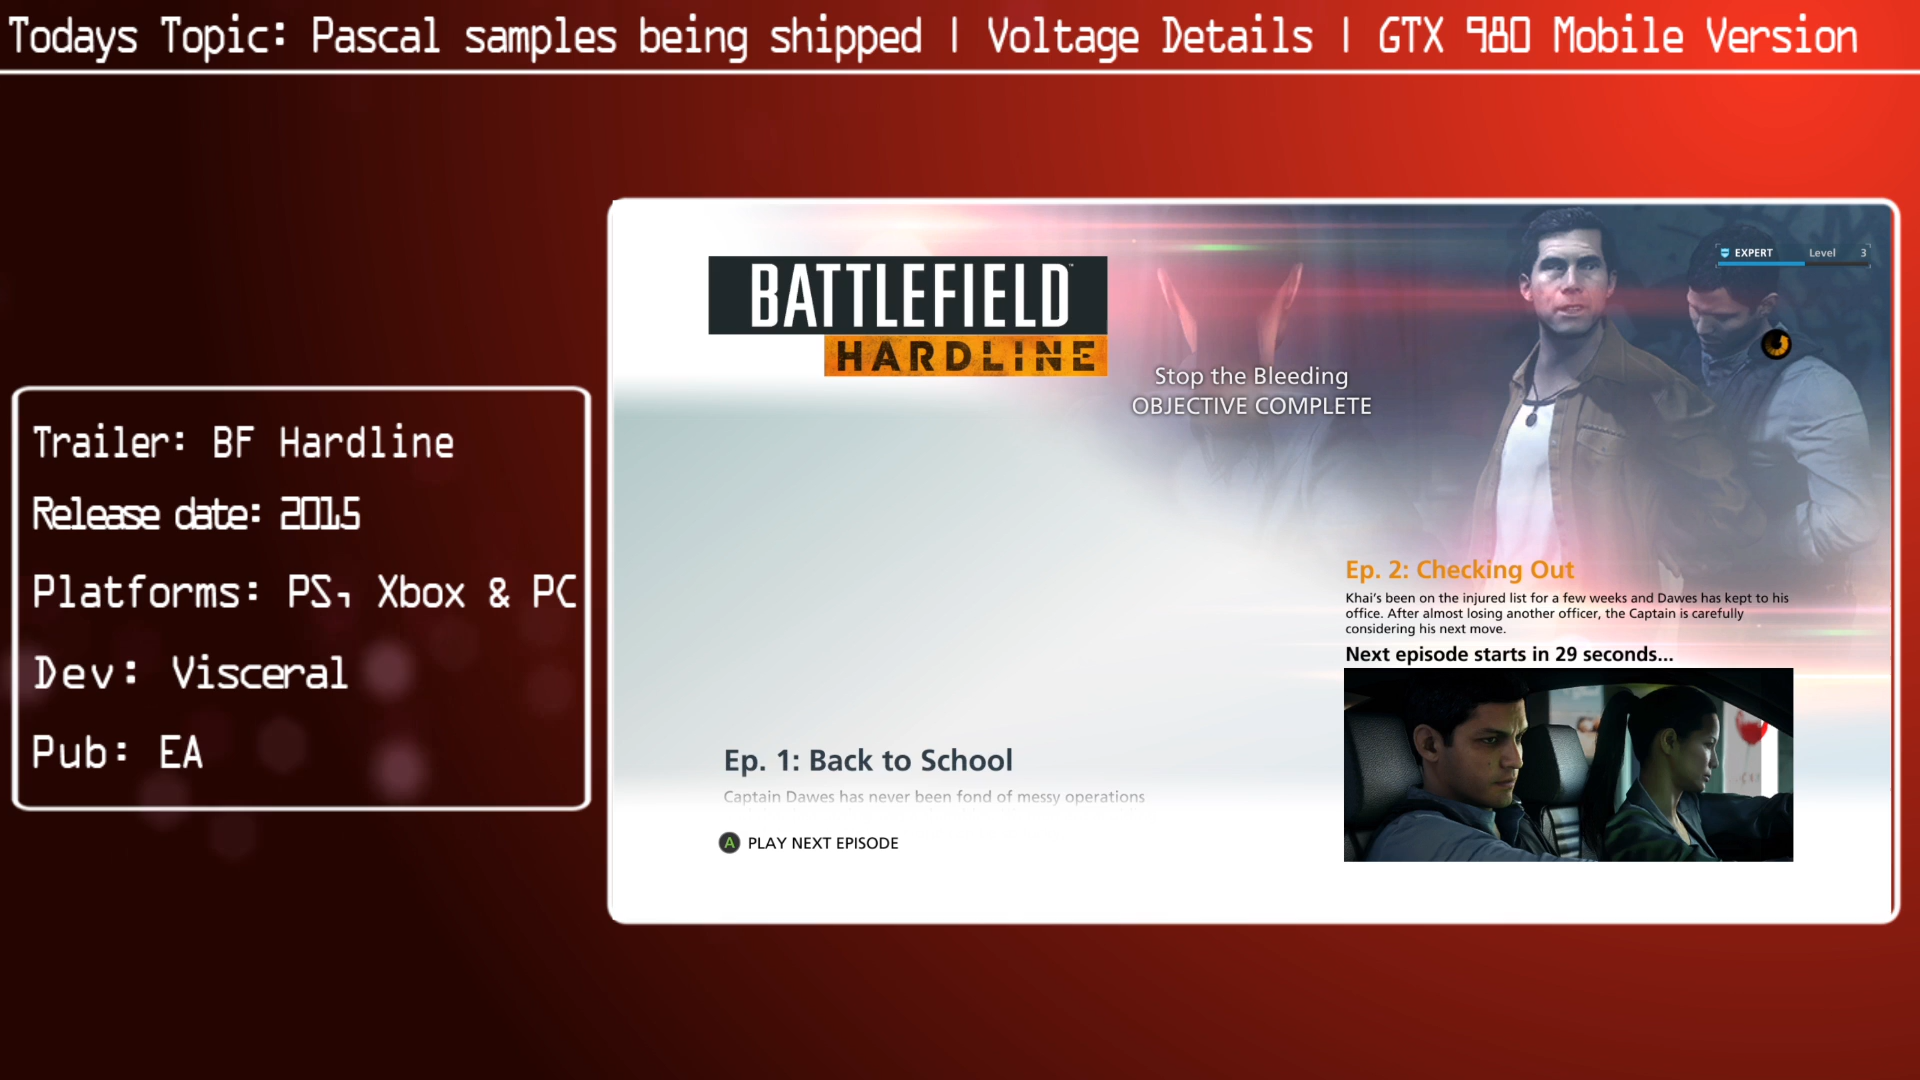 Todays Topic: Pascal samples being shipped | Voltage Details | GTX 980 Mobile Version
Trailer: BF Hardline
Release date: 2015
Platforms: PS, Xbox & PC
Dev: Visceral
Pub: EA
BATTLEFIELD™
HARDLINE
EXPERT Level 3
Stop the Bleeding
OBJECTIVE COMPLETE
Ep. 2: Checking Out
Khai's been on the injured list for a few weeks and Dawes has kept to his
office. After almost losing another officer, the Captain is carefully
considering his next move.
Next episode starts in 29 seconds...
Ep. 1: Back to School
Captain Dawes has never been fond of messy operations
A PLAY NEXT EPISODE